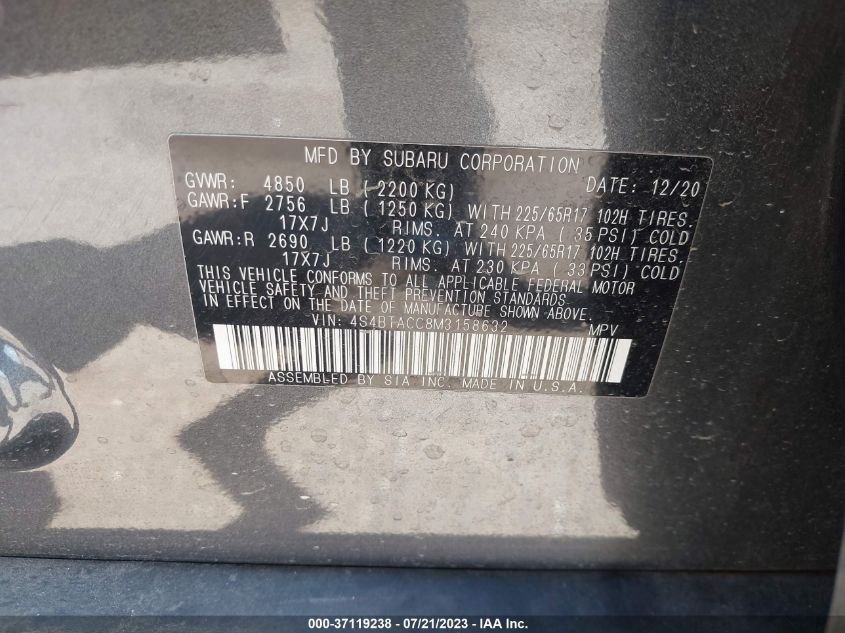 MFD BY SUBARU CORPORATION
GVWR: 4850 LB (2200 KG) DATE: 12/20
GAWR:F 2756 LB (1250 KG) WITH 225/65R17 102H TIRES.
17X7J RIMS. AT 240 KPA (35 PSI) COLD
GAWR:R 2690 LB (1220 KG) WITH 225/65R17 102H TIRES.
17X7J RIMS. AT 230 KPA (33 PSI) COLD
THIS VEHICLE CONFORMS TO ALL APPLICABLE FEDERAL MOTOR
VEHICLE SAFETY AND THEFT PREVENTION STANDARDS
IN EFFECT ON THE DATE OF MANUFACTURE SHOWN ABOVE.
VIN: 4S4BTACC8M3158632 MPV
ASSEMBLED BY SIA INC. MADE IN U.S.A.
000-37119238 - 07/21/2023 - IAA Inc.